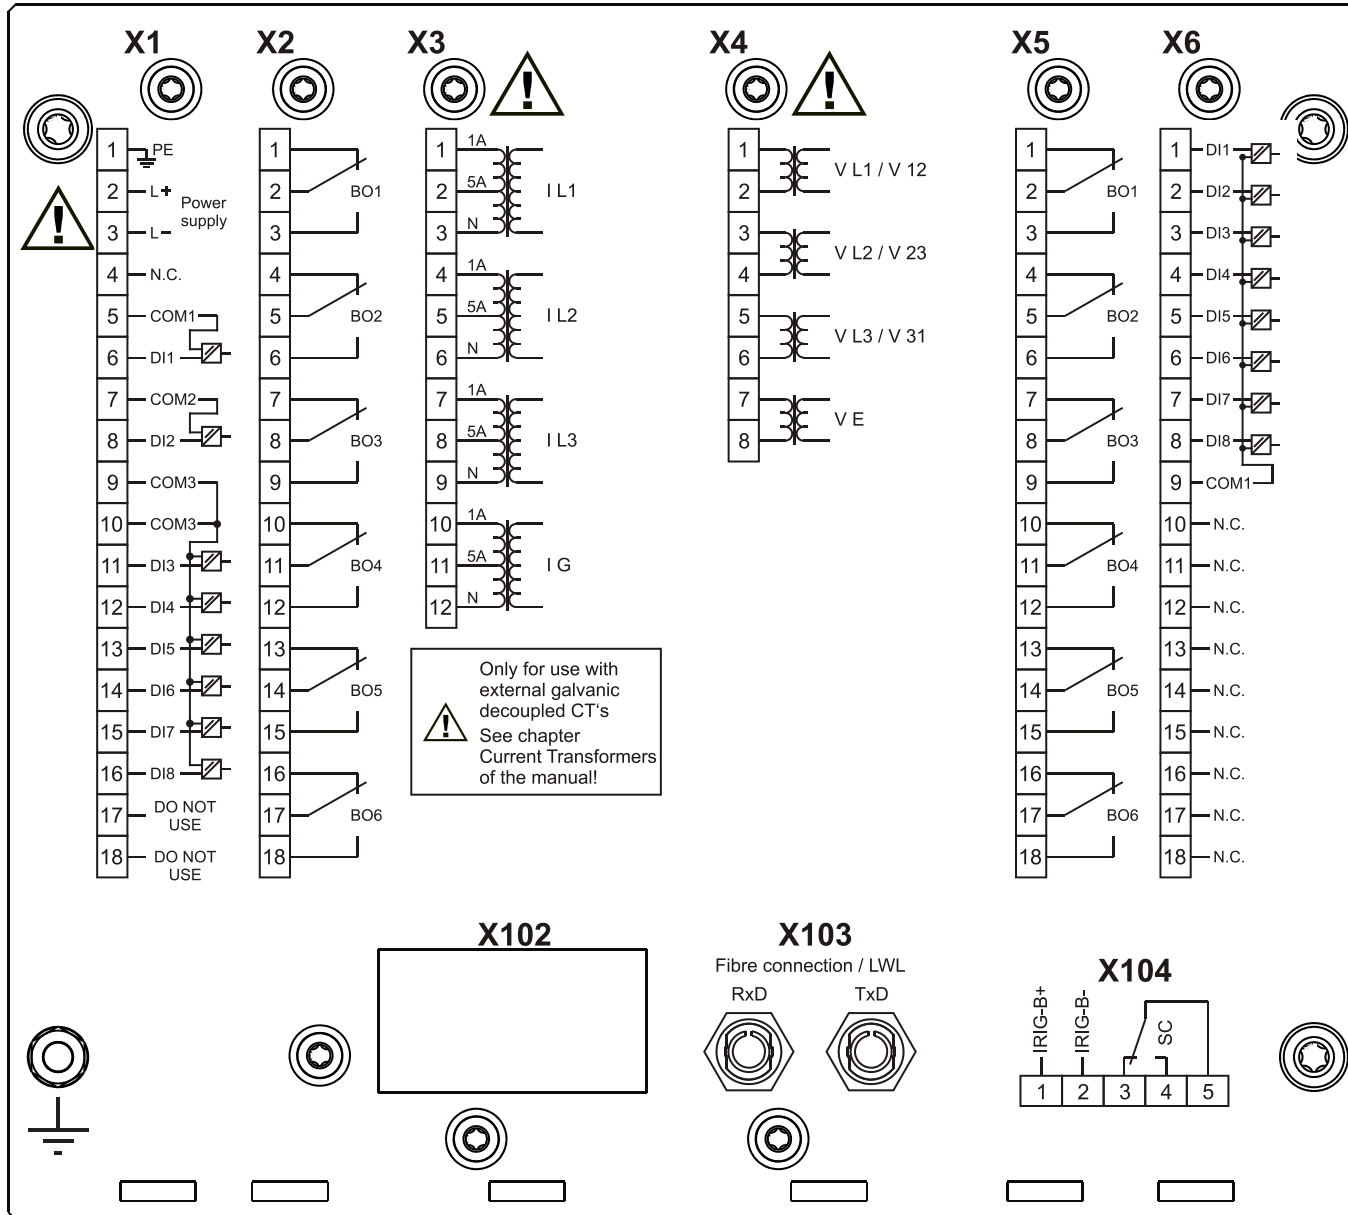 X1
X2
X3
X4
X5
X6
1 PE
2 L+
Power
supply
3 L-
4 N.C.
5 COM1
6 DI1
7 COM2
8 DI2
9 COM3
10 COM3
11 DI3
12 DI4
13 DI5
14 DI6
15 DI7
16 DI8
17 DO NOT
USE
18 DO NOT
USE
1
2 BO1
3
4
5 BO2
6
7
8 BO3
9
10
11 BO4
12
13
14 BO5
15
16
17 BO6
18
1 1A
2 5A I L1
3 N
4 1A
5 5A I L2
6 N
7 1A
8 5A I L3
9 N
10 1A
11 5A I G
12 N
!
Only for use with
external galvanic
decoupled CT‘s
See chapter
Current Transformers
of the manual!
!
!
1
V L1 / V 12
2
3
V L2 / V 23
4
5
V L3 / V 31
6
7
V E
8
!
1
2 BO1
3
4
5 BO2
6
7
8 BO3
9
10
11 BO4
12
13
14 BO5
15
16
17 BO6
18
1 DI1
2 DI2
3 DI3
4 DI4
5 DI5
6 DI6
7 DI7
8 DI8
9 COM1
10 N.C.
11 N.C.
12 N.C.
13 N.C.
14 N.C.
15 N.C.
16 N.C.
17 N.C.
18 N.C.
X102
X103
Fibre connection / LWL
RxD TxD
X104
IRIG-B+
IRIG-B-
SC
1 2 3 4 5